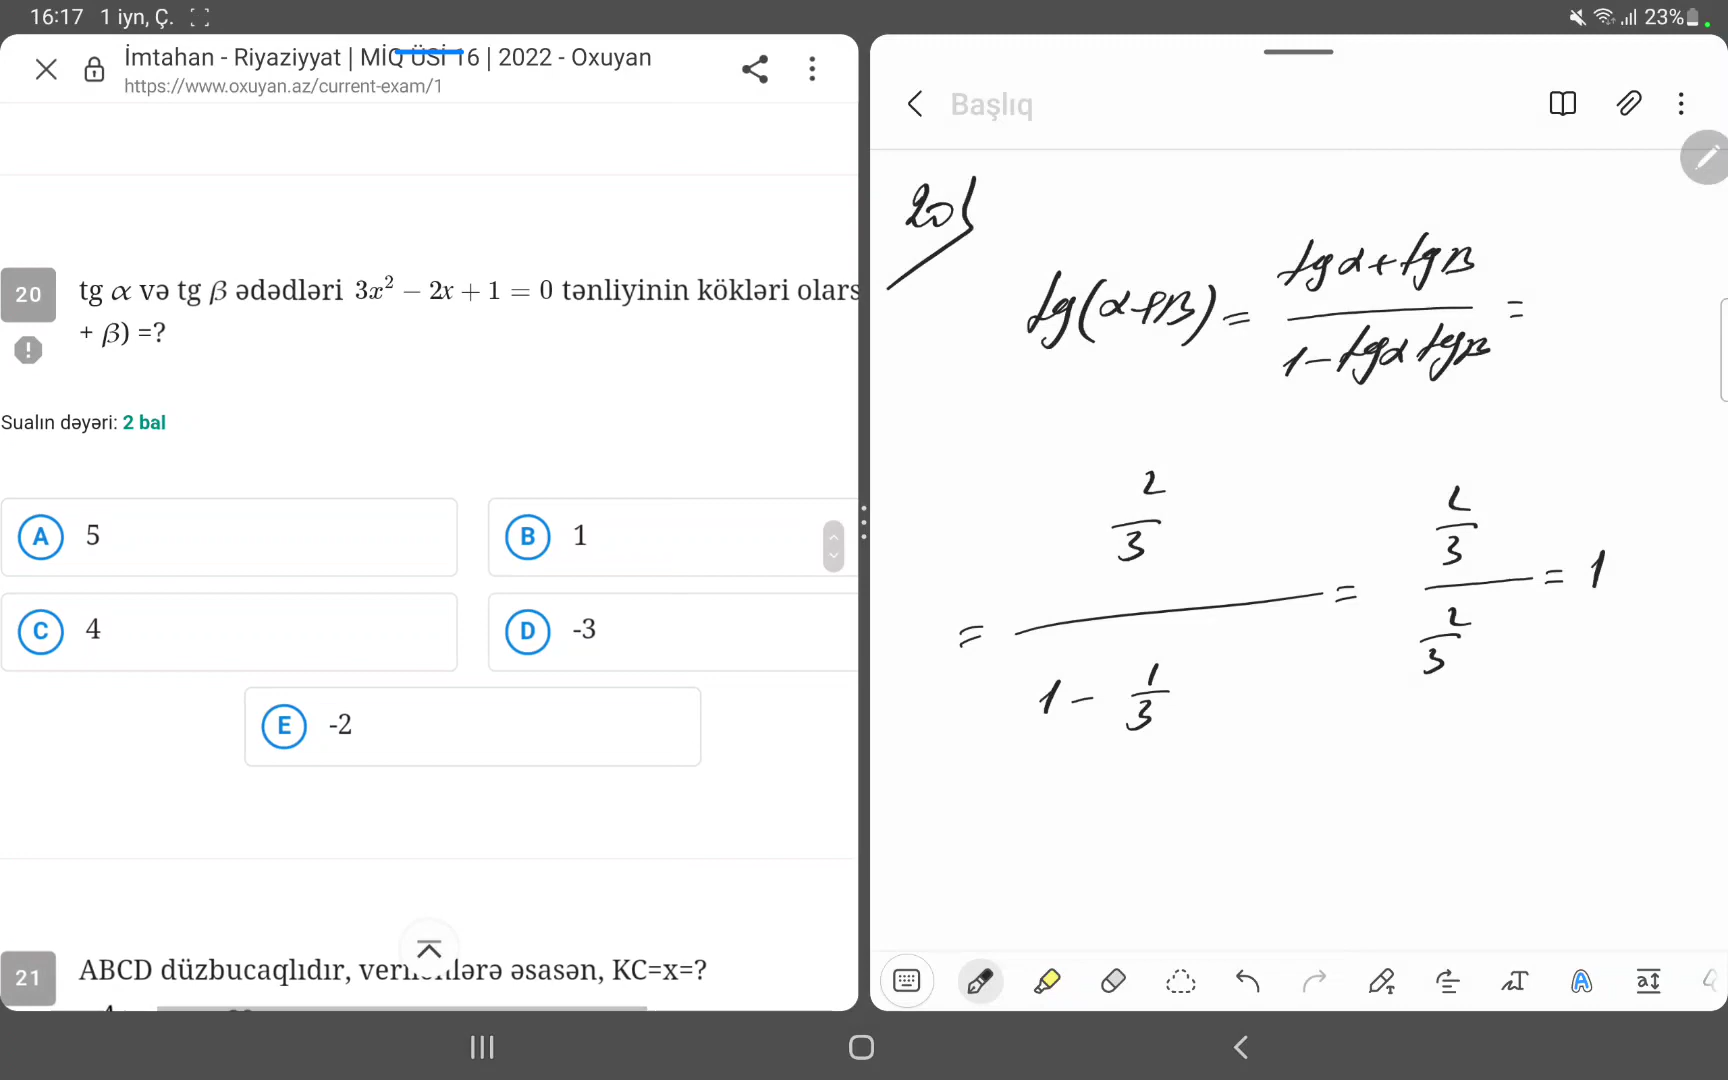 16:17 1 iyn, Ç.
23%
İmtahan - Riyaziyyat | MİQ ÜSİ 16 | 2022 - Oxuyan
https://www.oxuyan.az/current-exam/1
20 tg α və tg β ədədləri 3x² − 2x + 1 = 0 tənliyinin kökləri olars
+ β) =?
Sualın dəyəri: 2 bal
A 5
B 1
C 4
D -3
E -2
21 ABCD düzbucaqlıdır, əsasən, KC=x=?
Başlıq
20)
tg(α+β) = (tgα+tgβ)/(1-tgα tgβ) =
= (2/3)/(1 - 1/3) = (2/3)/(2/3) = 1